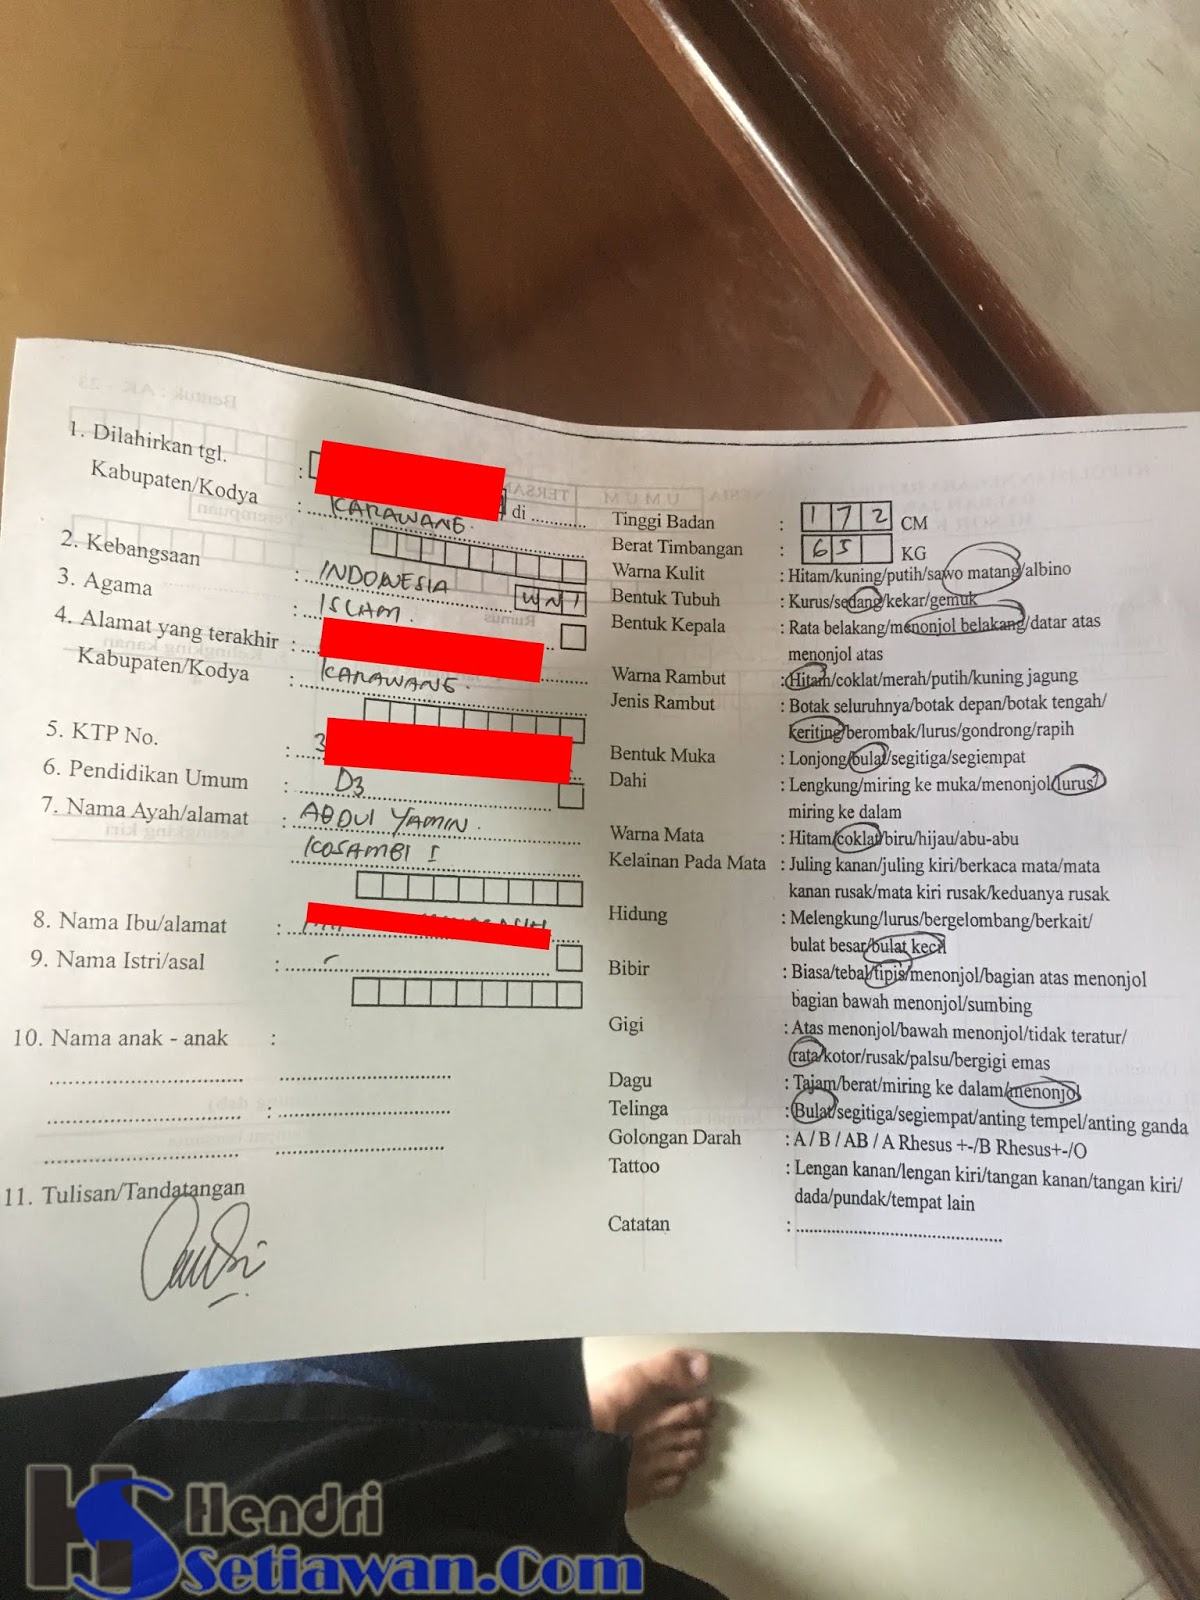 1. Dilahirkan tgl. : di ............
Kabupaten/Kodya : KARAWANG.
2. Kebangsaan : INDONESIA WNI
3. Agama : ISLAM.
4. Alamat yang terakhir :
Kabupaten/Kodya : KARAWANG.
5. KTP No. : 3
6. Pendidikan Umum : D3
7. Nama Ayah/alamat : ABDUL YAMIN.
KOSAMBI I
8. Nama Ibu/alamat :
9. Nama Istri/asal : -
10. Nama anak - anak :
11. Tulisan/Tandatangan
Tinggi Badan : 172 CM
Berat Timbangan : 65 KG
Warna Kulit : Hitam/kuning/putih/sawo matang/albino
Bentuk Tubuh : Kurus/sedang/kekar/gemuk
Bentuk Kepala : Rata belakang/menonjol belakang/datar atas
menonjol atas
Warna Rambut : Hitam/coklat/merah/putih/kuning jagung
Jenis Rambut : Botak seluruhnya/botak depan/botak tengah/
keriting/berombak/lurus/gondrong/rapih
Bentuk Muka : Lonjong/bulat/segitiga/segiempat
Dahi : Lengkung/miring ke muka/menonjol/lurus/
miring ke dalam
Warna Mata : Hitam/coklat/biru/hijau/abu-abu
Kelainan Pada Mata : Juling kanan/juling kiri/berkaca mata/mata
kanan rusak/mata kiri rusak/keduanya rusak
Hidung : Melengkung/lurus/bergelombang/berkait/
bulat besar/bulat kecil
Bibir : Biasa/tebal/tipis/menonjol/bagian atas menonjol
bagian bawah menonjol/sumbing
Gigi : Atas menonjol/bawah menonjol/tidak teratur/
rata/kotor/rusak/palsu/bergigi emas
Dagu : Tajam/berat/miring ke dalam/menonjol
Telinga : Bulat/segitiga/segiempat/anting tempel/anting ganda
Golongan Darah : A / B / AB / A Rhesus +-/B Rhesus+-/O
Tattoo : Lengan kanan/lengan kiri/tangan kanan/tangan kiri/
dada/pundak/tempat lain
Catatan : ..........................................
HS Hendri
Setiawan.Com